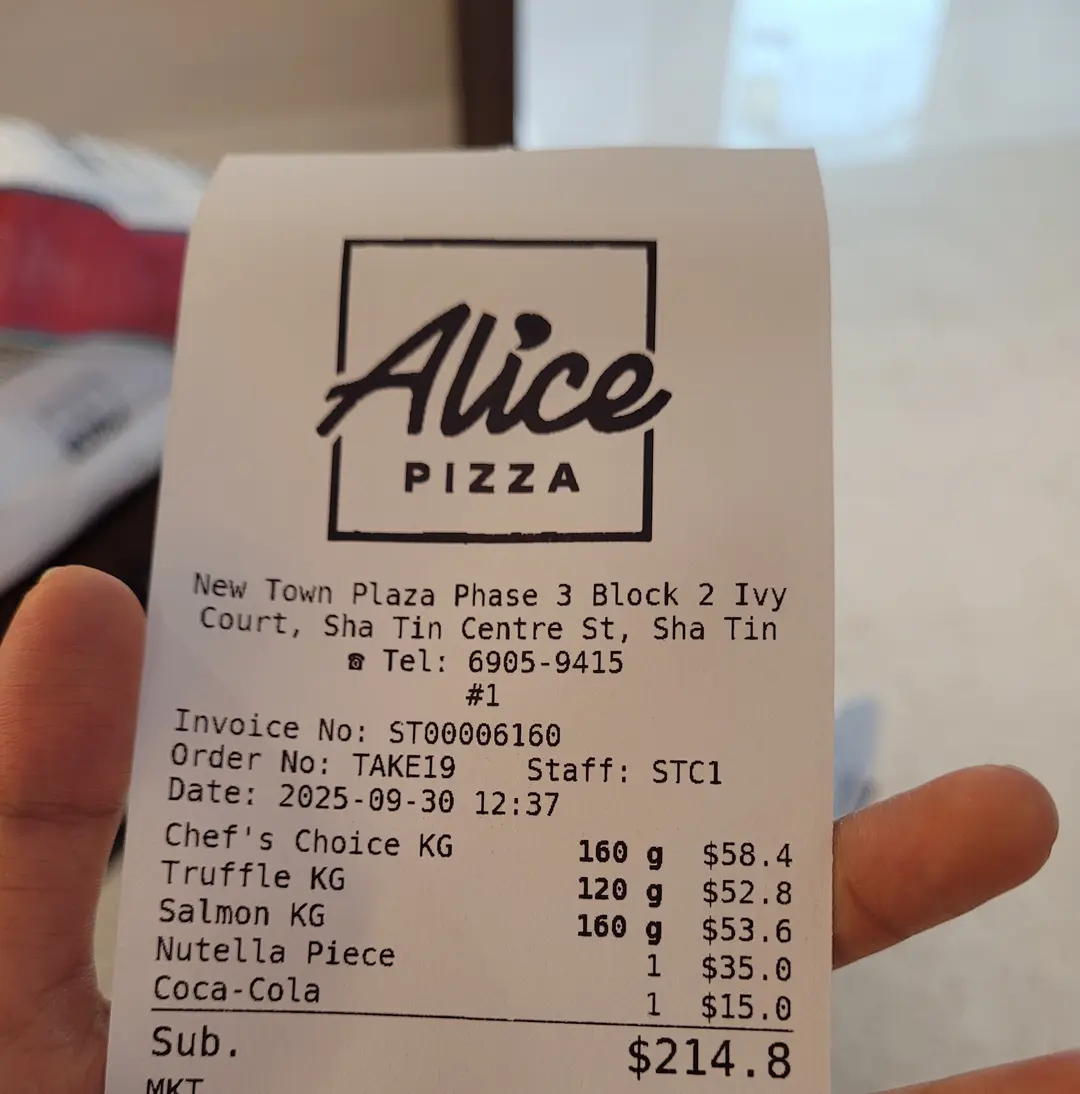 Alice
PIZZA
New Town Plaza Phase 3 Block 2 Ivy
Court, Sha Tin Centre St, Sha Tin
☎ Tel: 6905-9415
#1
Invoice No: ST00006160
Order No: TAKE19 Staff: STC1
Date: 2025-09-30 12:37
Chef's Choice KG 160 g $58.4
Truffle KG 120 g $52.8
Salmon KG 160 g $53.6
Nutella Piece 1 $35.0
Coca-Cola 1 $15.0
Sub. $214.8
MKT